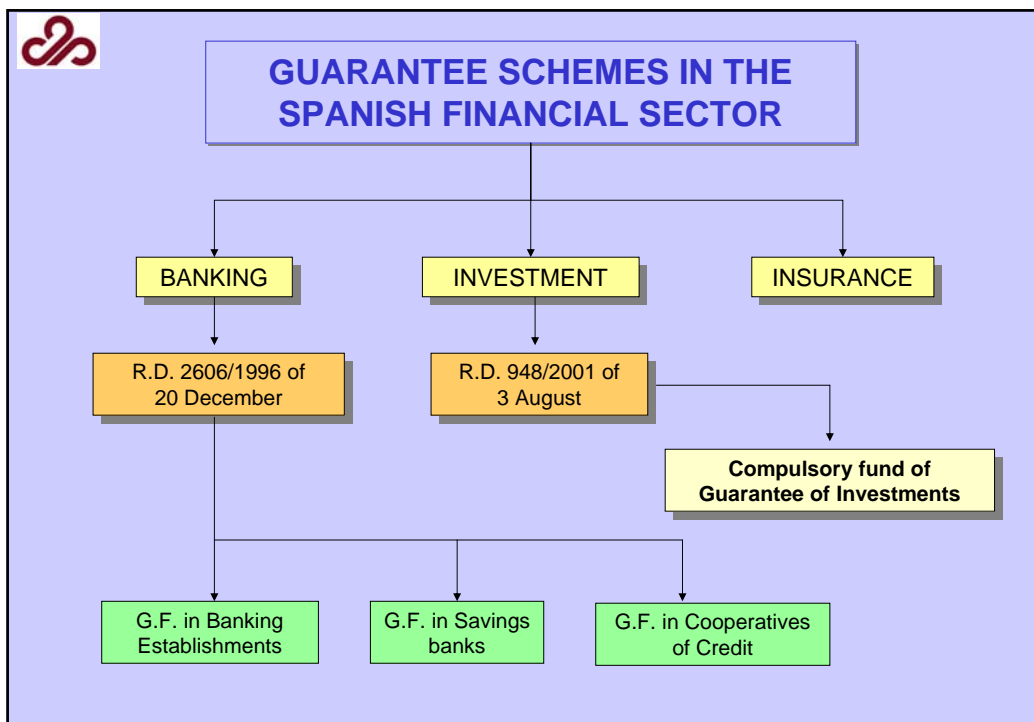 GUARANTEE SCHEMES IN THE
SPANISH FINANCIAL SECTOR
BANKING
INVESTMENT
INSURANCE
R.D. 2606/1996 of
20 December
R.D. 948/2001 of
3 August
Compulsory fund of
Guarantee of Investments
G.F. in Banking
Establishments
G.F. in Savings
banks
G.F. in Cooperatives
of Credit